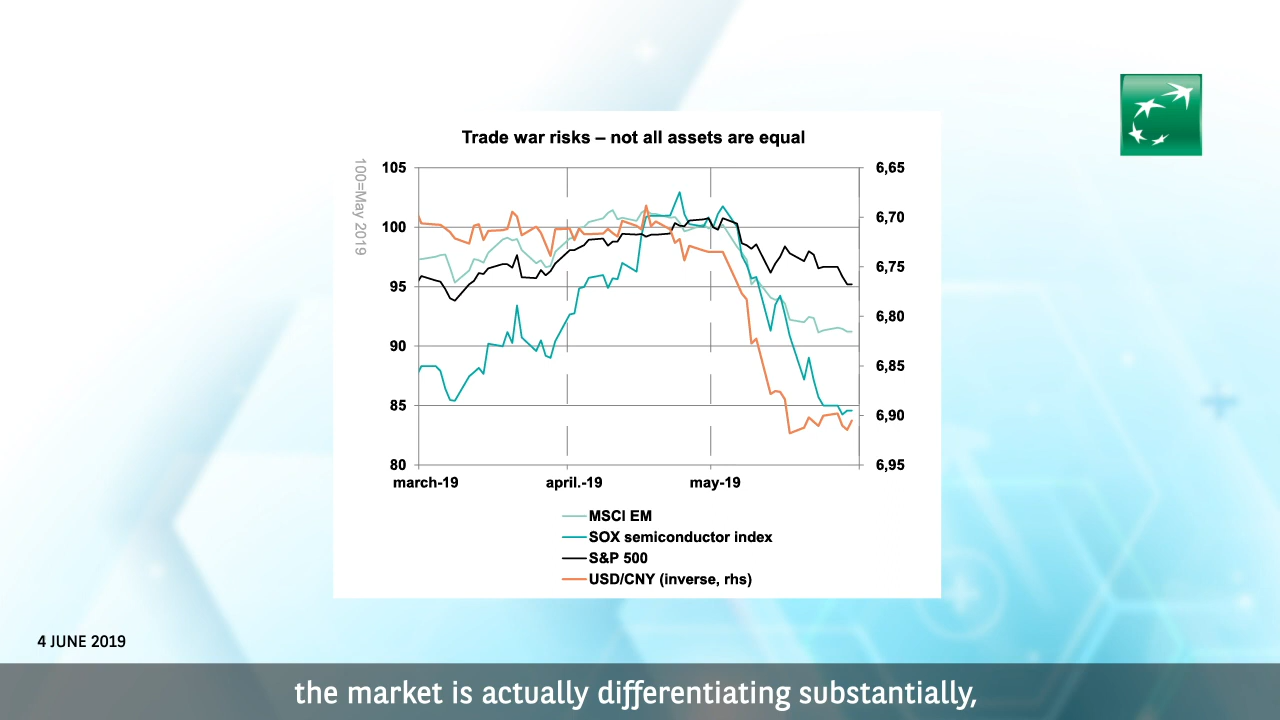 Trade war risks – not all assets are equal
100=May 2019
105
100
95
90
85
80
6,65
6,70
6,75
6,80
6,85
6,90
6,95
march-19 april.-19 may-19
MSCI EM
SOX semiconductor index
S&P 500
USD/CNY (inverse, rhs)
4 JUNE 2019
the market is actually differentiating substantially,